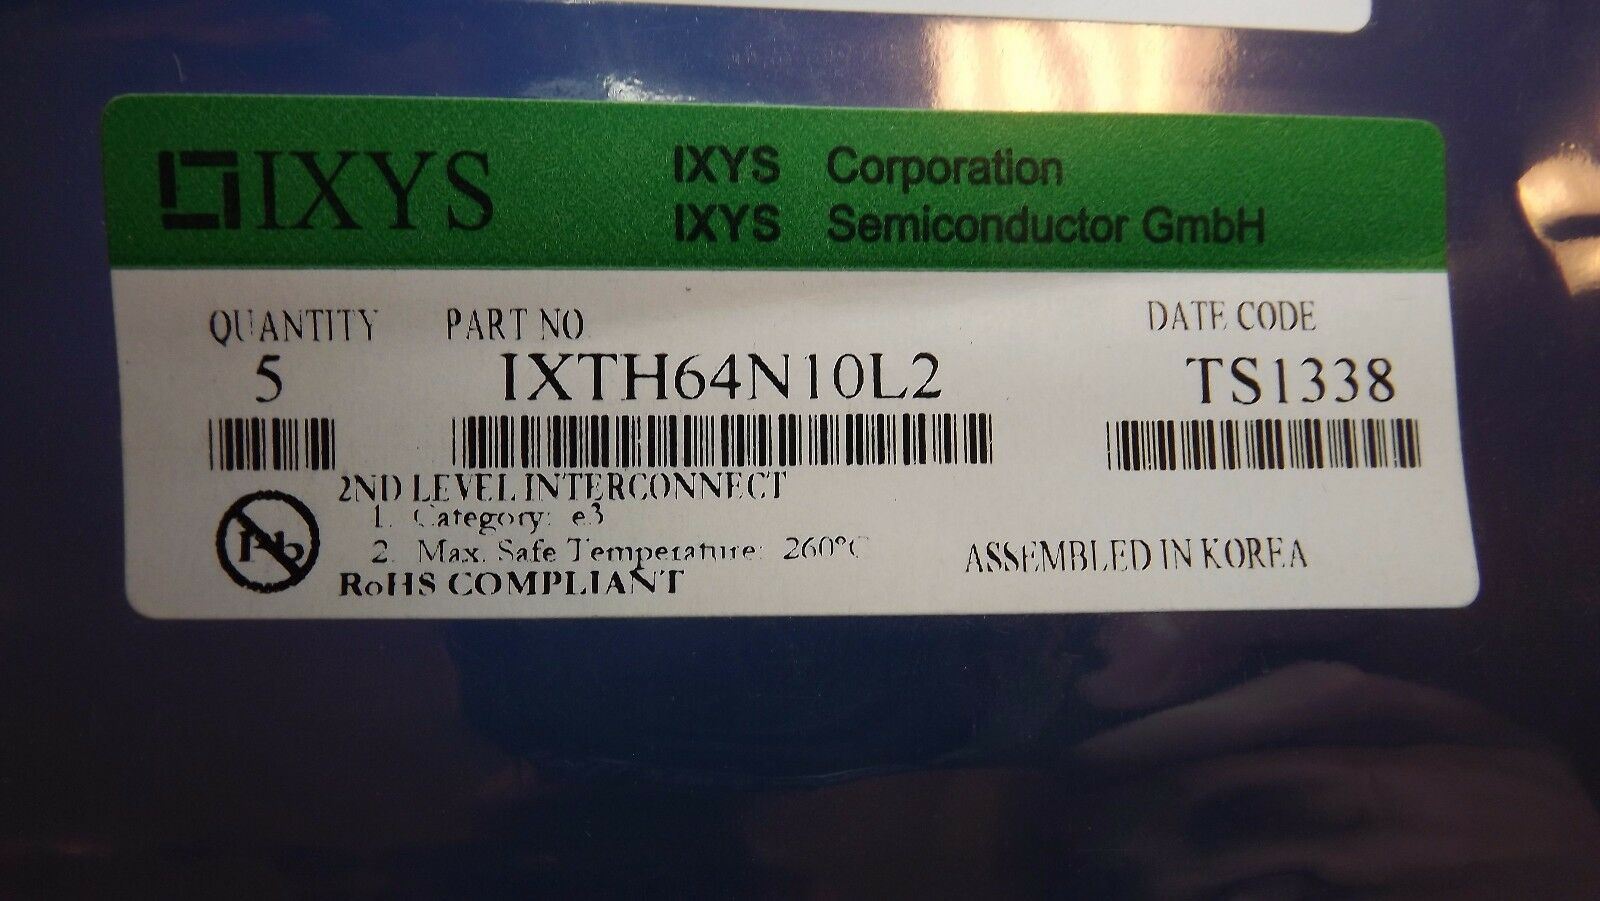 IXYS
IXYS Corporation
IXYS Semiconductor GmbH
QUANTITY PART NO. DATE CODE
5 IXTH64N10L2 TS1338
2ND LEVEL INTERCONNECT
1. Category: e3
Pb
2. Max. Safe Temperature: 260°C
ASSEMBLED IN KOREA
RoHS COMPLIANT